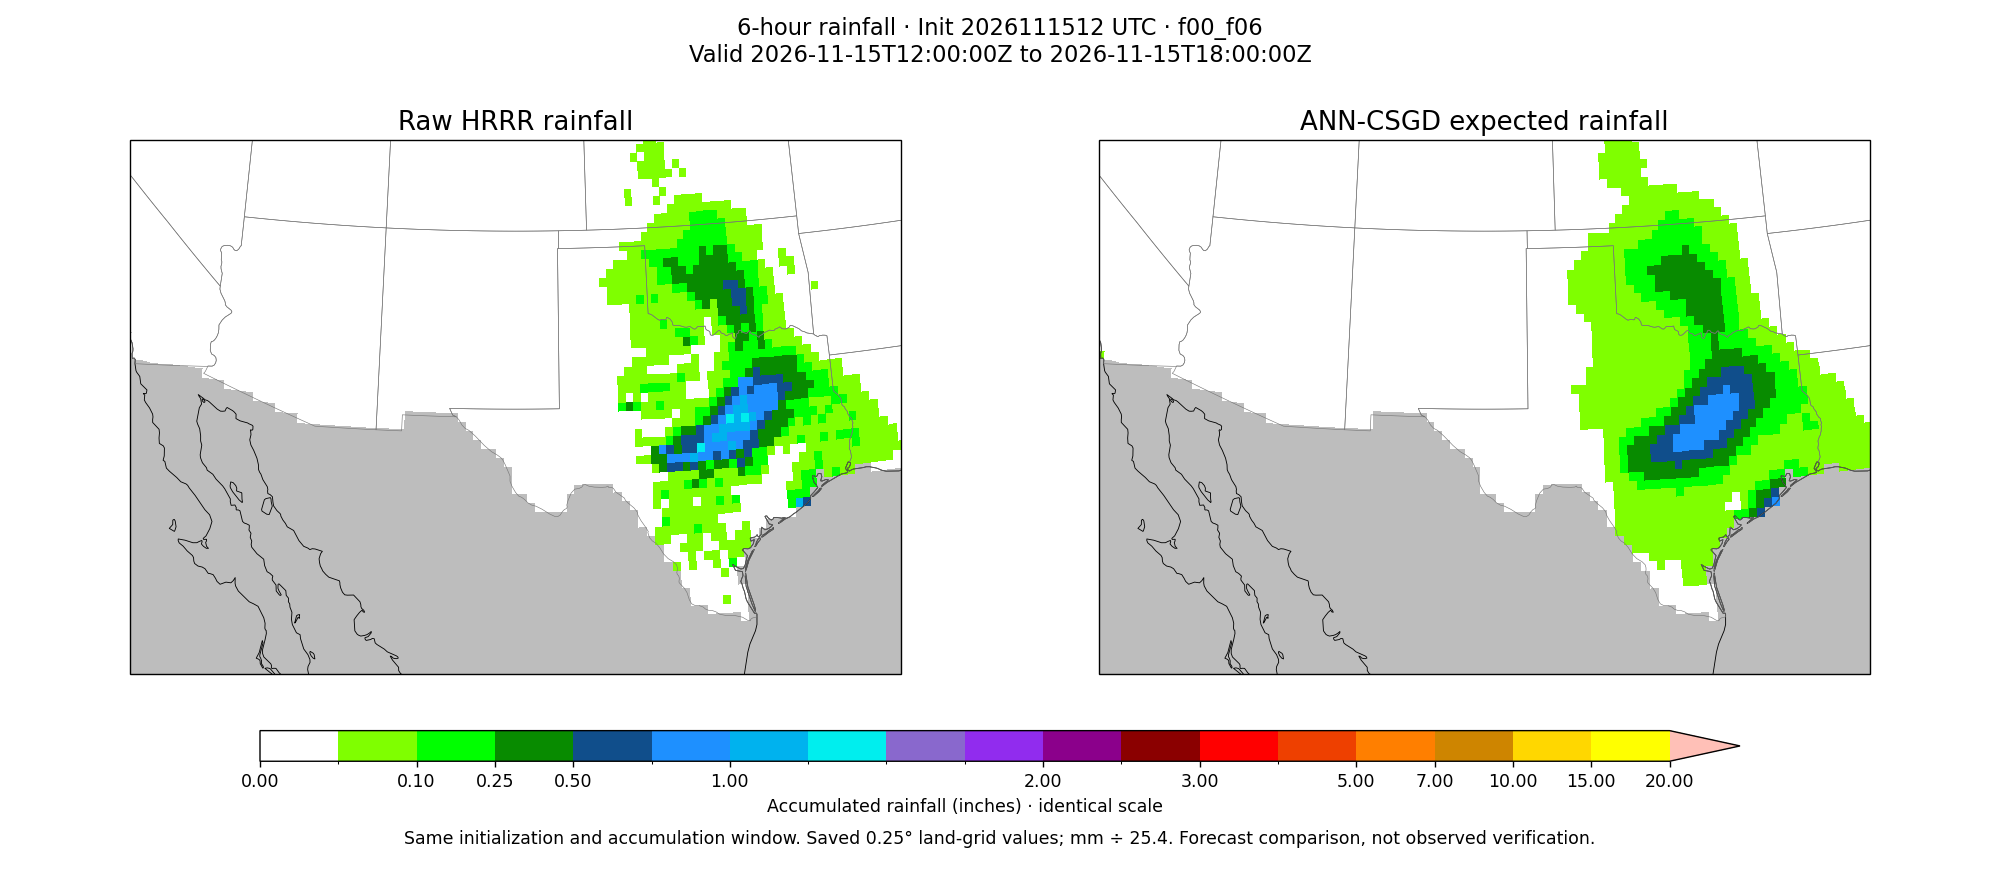 6-hour rainfall · Init 2026111512 UTC · f00_f06
Valid 2026-11-15T12:00:00Z to 2026-11-15T18:00:00Z
Raw HRRR rainfall
ANN-CSGD expected rainfall
0.00 0.10 0.25 0.50 1.00 2.00 3.00 5.00 7.00 10.00 15.00 20.00
Accumulated rainfall (inches) · identical scale
Same initialization and accumulation window. Saved 0.25° land-grid values; mm ÷ 25.4. Forecast comparison, not observed verification.